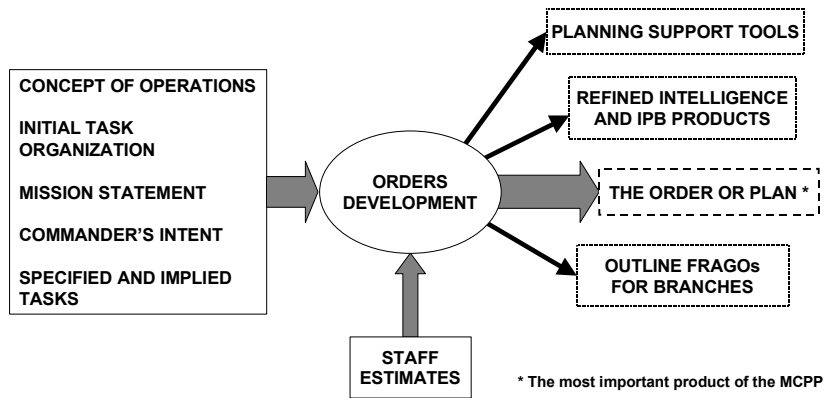 CONCEPT OF OPERATIONS
INITIAL TASK
ORGANIZATION
MISSION STATEMENT
COMMANDER'S INTENT
SPECIFIED AND IMPLIED
TASKS
ORDERS
DEVELOPMENT
STAFF
ESTIMATES
PLANNING SUPPORT TOOLS
REFINED INTELLIGENCE
AND IPB PRODUCTS
THE ORDER OR PLAN *
OUTLINE FRAGOs
FOR BRANCHES
* The most important product of the MCPP